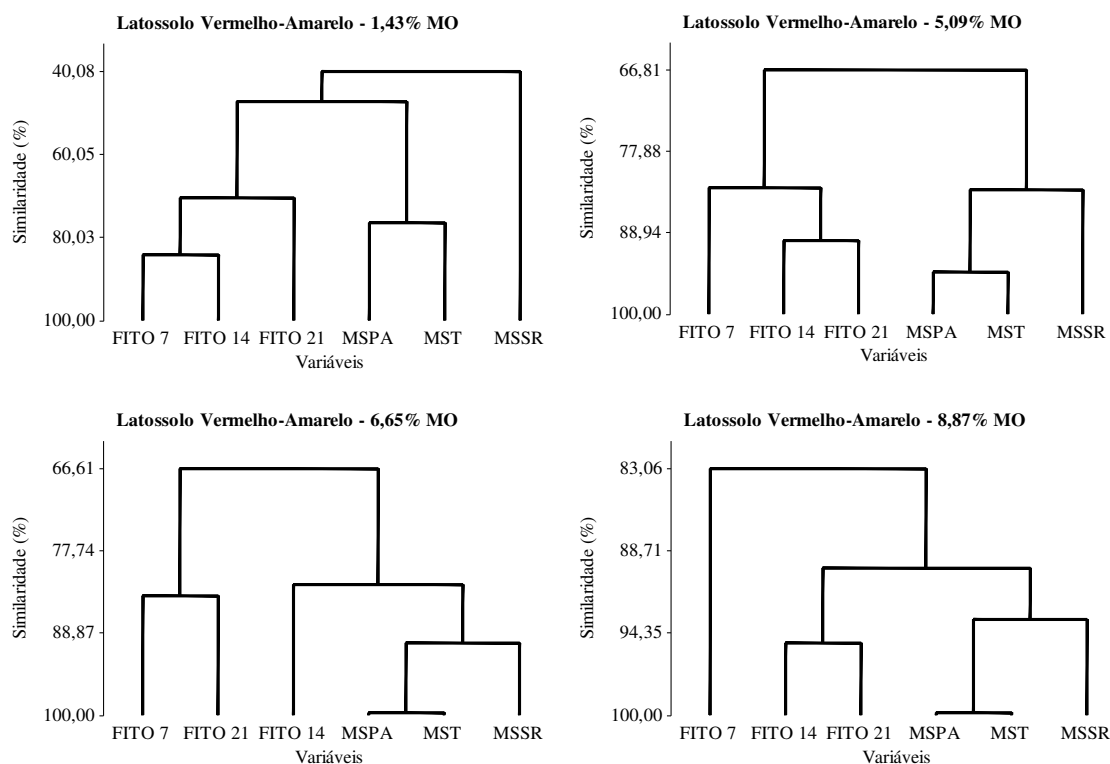 Latossolo Vermelho-Amarelo - 1,43% MO
Similaridade (%)
40,08
60,05
80,03
100,00
FITO 7 FITO 14 FITO 21 MSPA MST MSSR
Variáveis
Latossolo Vermelho-Amarelo - 5,09% MO
Similaridade (%)
66,81
77,88
88,94
100,00
FITO 7 FITO 14 FITO 21 MSPA MST MSSR
Variáveis
Latossolo Vermelho-Amarelo - 6,65% MO
Similaridade (%)
66,61
77,74
88,87
100,00
FITO 7 FITO 21 FITO 14 MSPA MST MSSR
Variáveis
Latossolo Vermelho-Amarelo - 8,87% MO
Similaridade (%)
83,06
88,71
94,35
100,00
FITO 7 FITO 14 FITO 21 MSPA MST MSSR
Variáveis